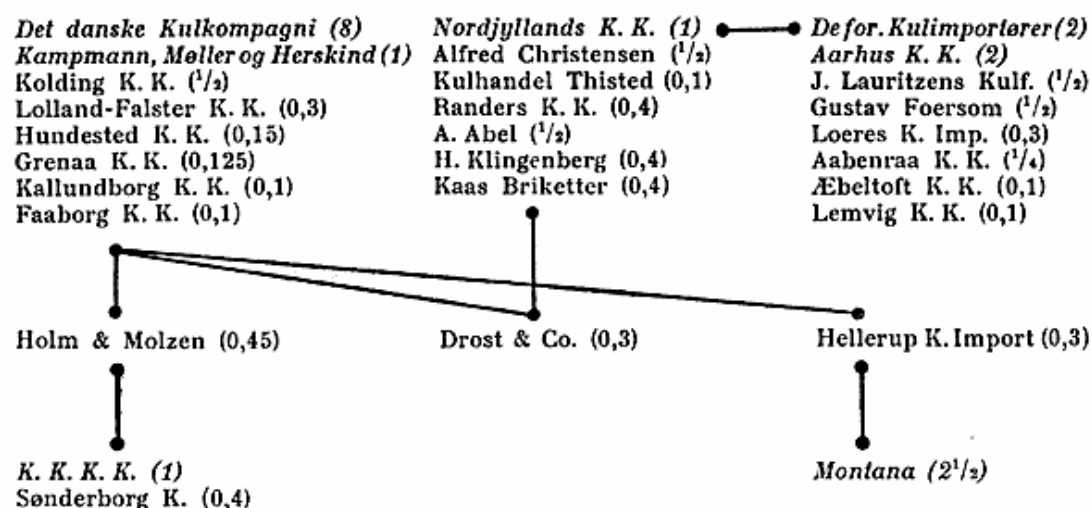 Det danske Kulkompagni (8)
Kampmann, Møller og Herskind (1)
Kolding K. K. (¹/₂)
Lolland-Falster K. K. (0,3)
Hundested K. K. (0,15)
Grenaa K. K. (0,125)
Kallundborg K. K. (0,1)
Faaborg K. K. (0,1)
Nordjyllands K. K. (1)
Alfred Christensen (¹/₂)
Kulhandel Thisted (0,1)
Randers K. K. (0,4)
A. Abel (¹/₂)
H. Klingenberg (0,4)
Kaas Briketter (0,4)
De for. Kulimportører (2)
Aarhus K. K. (2)
J. Lauritzens Kulf. (¹/₂)
Gustav Foersom (¹/₂)
Loeres K. Imp. (0,3)
Aabenraa K. K. (¹/₄)
Æbeltoft K. K. (0,1)
Lemvig K. K. (0,1)
Holm & Molzen (0,45)
Drost & Co. (0,3)
Hellerup K. Import (0,3)
K. K. K. K. (1)
Sønderborg K. (0,4)
Montana (2¹/₂)